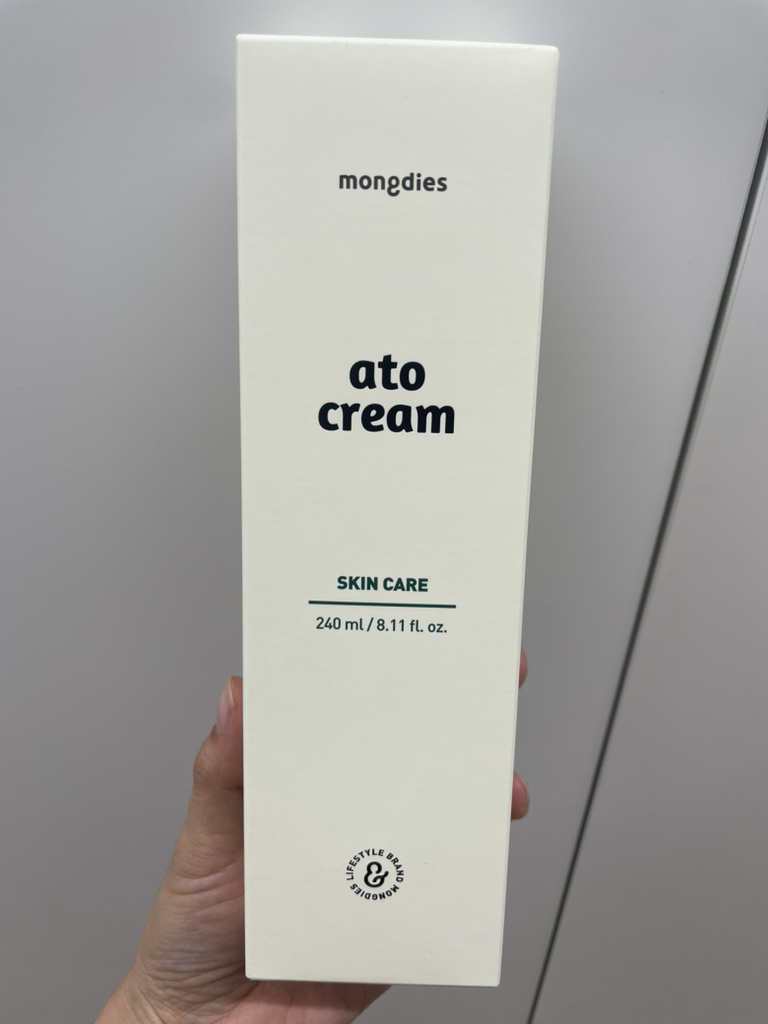 mongdies
ato
cream
SKIN CARE
240 ml / 8.11 fl. oz.
LIFESTYLE BRAND MONGDIES
&